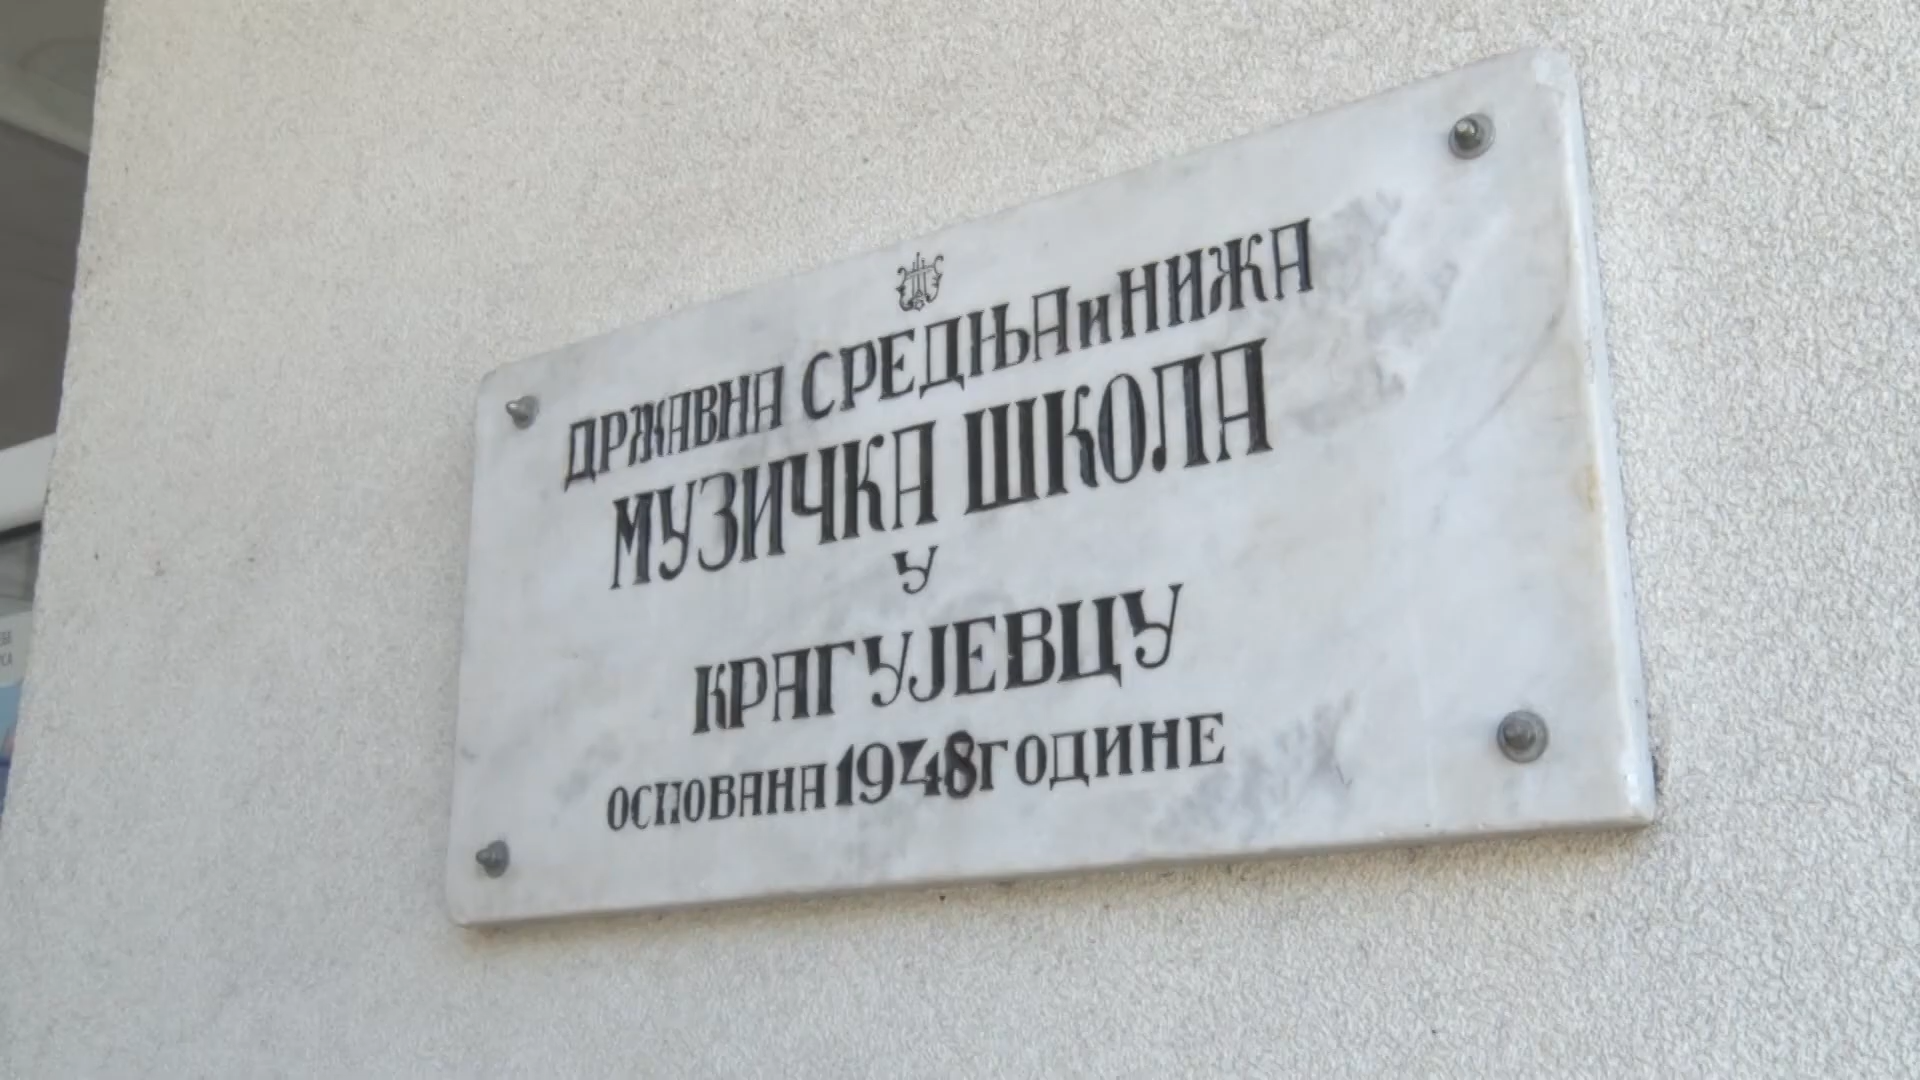 ДРЖАВНА СРЕДЊА и НИЖА
МУЗИЧКА ШКОЛА
У
КРАГУЈЕВЦУ
ОСНОВАНА 1948 ГОДИНЕ